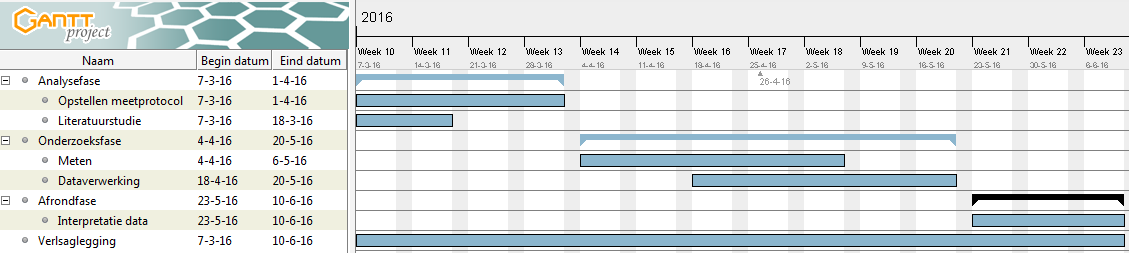 GANTT
project
2016
Week 10 Week 11 Week 12 Week 13 Week 14 Week 15 Week 16 Week 17 Week 18 Week 19 Week 20 Week 21 Week 22 Week 23
Naam Begin datum Eind datum
7-3-16 14-3-16 21-3-16 28-3-16 4-4-16 11-4-16 18-4-16 25-4-16 2-5-16 9-5-16 16-5-16 23-5-16 30-5-16 6-6-16
Analysefase 7-3-16 1-4-16
26-4-16
Opstellen meetprotocol 7-3-16 1-4-16
Literatuurstudie 7-3-16 18-3-16
Onderzoeksfase 4-4-16 20-5-16
Meten 4-4-16 6-5-16
Dataverwerking 18-4-16 20-5-16
Afrondfase 23-5-16 10-6-16
Interpretatie data 23-5-16 10-6-16
Verlsaglegging 7-3-16 10-6-16